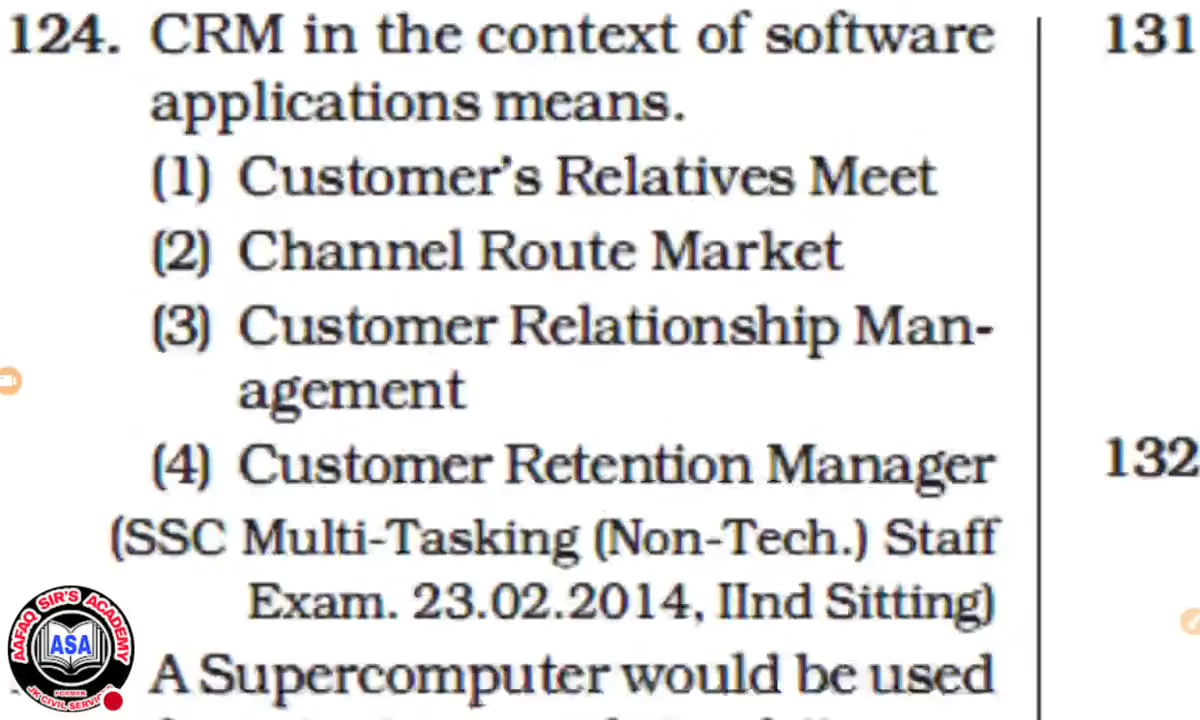 124. CRM in the context of software
applications means.
(1) Customer's Relatives Meet
(2) Channel Route Market
(3) Customer Relationship Man-
agement
(4) Customer Retention Manager
(SSC Multi-Tasking (Non-Tech.) Staff
Exam. 23.02.2014, IInd Sitting)
A Supercomputer would be used
131
132
AAFAQ SIR'S ACADEMY
ASA